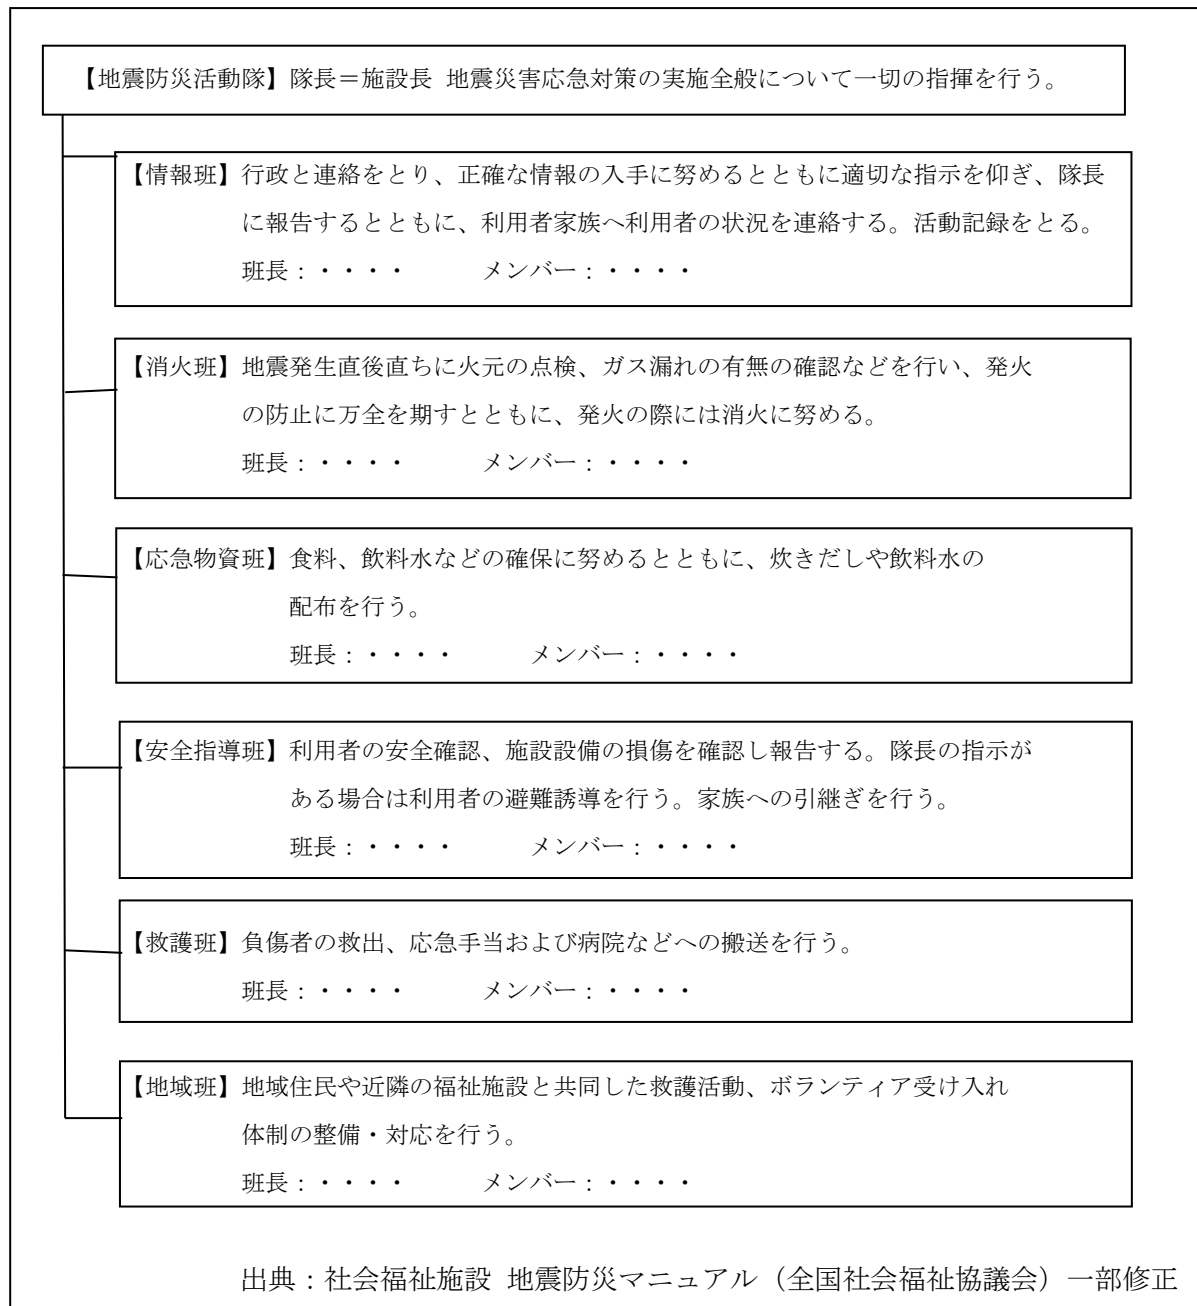 【地震防災活動隊】隊長＝施設長 地震災害応急対策の実施全般について一切の指揮を行う。
【情報班】行政と連絡をとり、正確な情報の入手に努めるとともに適切な指示を仰ぎ、隊長
に報告するとともに、利用者家族へ利用者の状況を連絡する。活動記録をとる。
班長：・・・・　　　メンバー：・・・・
【消火班】地震発生直後直ちに火元の点検、ガス漏れの有無の確認などを行い、発火
の防止に万全を期すとともに、発火の際には消火に努める。
班長：・・・・　　　メンバー：・・・・
【応急物資班】食料、飲料水などの確保に努めるとともに、炊きだしや飲料水の
配布を行う。
班長：・・・・　　　メンバー：・・・・
【安全指導班】利用者の安全確認、施設設備の損傷を確認し報告する。隊長の指示が
ある場合は利用者の避難誘導を行う。家族への引継ぎを行う。
班長：・・・・　　　メンバー：・・・・
【救護班】負傷者の救出、応急手当および病院などへの搬送を行う。
班長：・・・・　　　メンバー：・・・・
【地域班】地域住民や近隣の福祉施設と共同した救護活動、ボランティア受け入れ
体制の整備・対応を行う。
班長：・・・・　　　メンバー：・・・・
出典：社会福祉施設 地震防災マニュアル（全国社会福祉協議会）一部修正